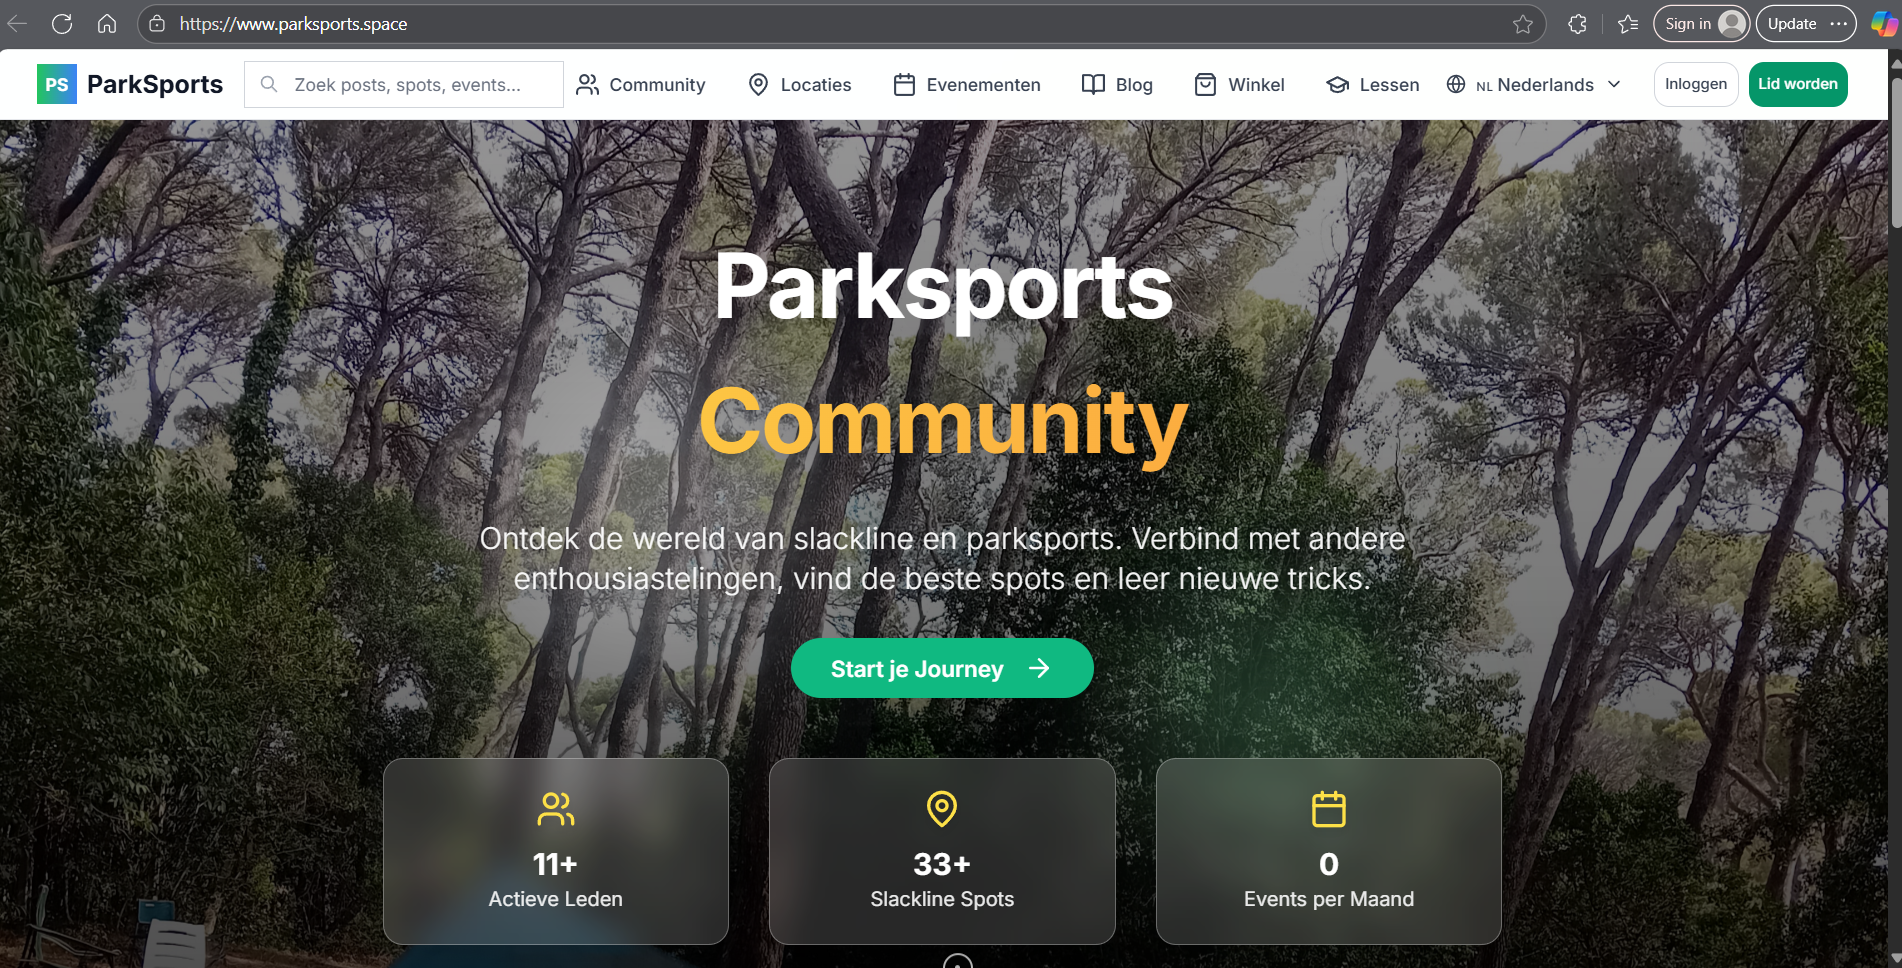 https://www.parksports.space
Sign in
Update
PS ParkSports
Zoek posts, spots, events...
Community
Locaties
Evenementen
Blog
Winkel
Lessen
NL Nederlands
Inloggen
Lid worden
Parksports
Community
Ontdek de wereld van slackline en parksports. Verbind met andere
enthousiastelingen, vind de beste spots en leer nieuwe tricks.
Start je Journey
11+
Actieve Leden
33+
Slackline Spots
0
Events per Maand